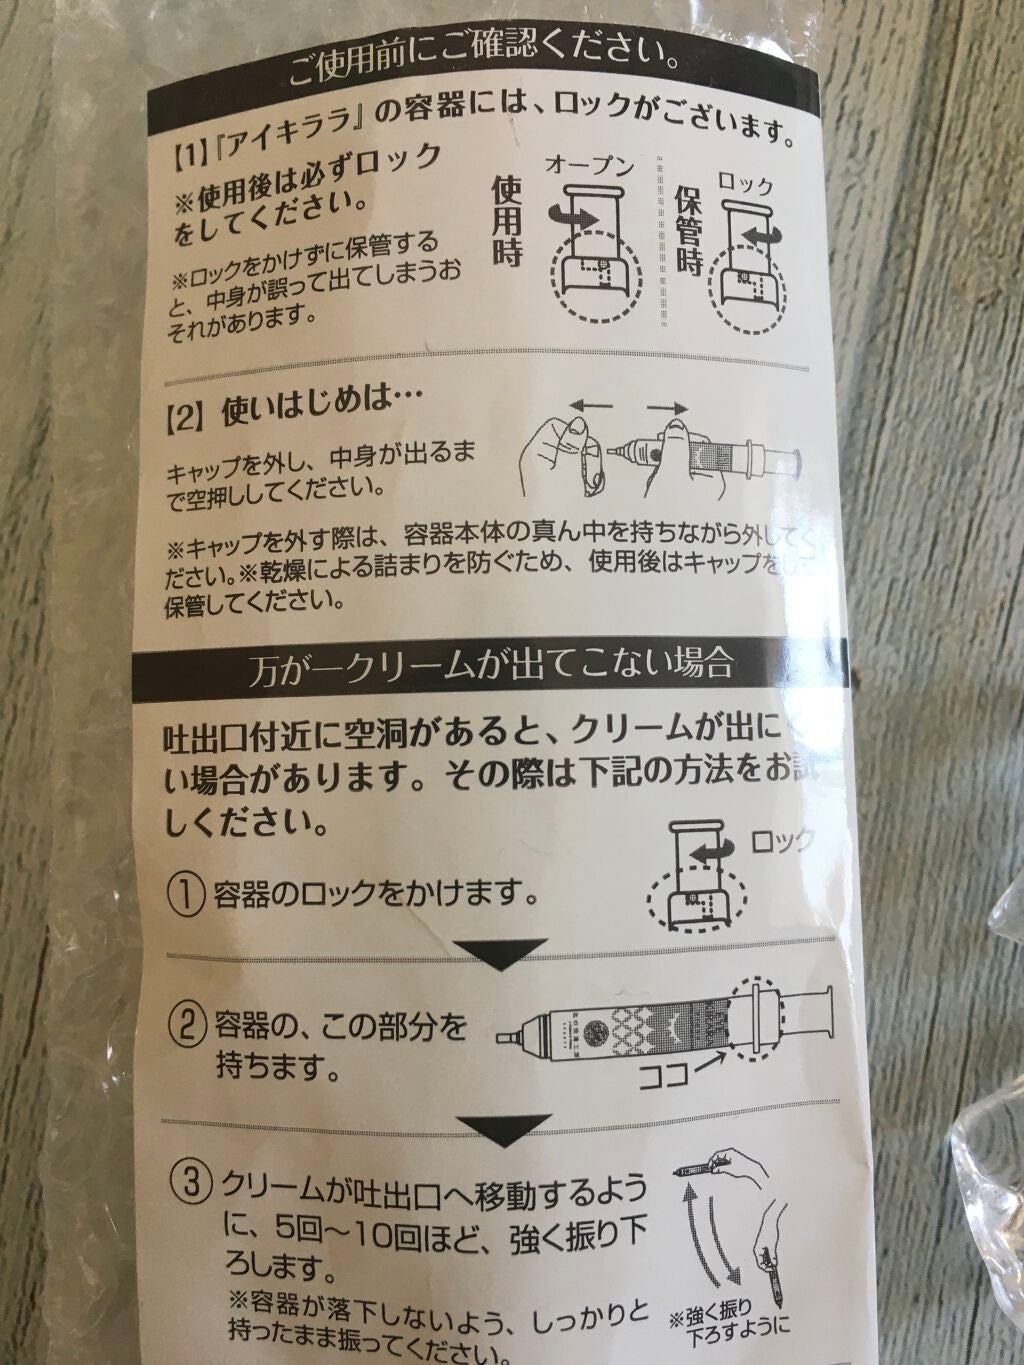 ご使用前にご確認ください。
【1】『アイキララ』の容器には、ロックがございます。
※使用後は必ずロック
をしてください。
※ロックをかけずに保管する
と、中身が誤って出てしまうお
それがあります。
使用時
オープン
保管時
ロック
【2】使いはじめは…
キャップを外し、中身が出るま
で空押ししてください。
※キャップを外す際は、容器本体の真ん中を持ちながら外してく
ださい。※乾燥による詰まりを防ぐため、使用後はキャップをして
保管してください。
万が一クリームが出てこない場合
吐出口付近に空洞があると、クリームが出に
い場合があります。その際は下記の方法をお試
しください。
①容器のロックをかけます。
ロック
②容器の、この部分を
持ちます。
ココ
③クリームが吐出口へ移動するよう
に、5回〜10回ほど、強く振り下
ろします。
※容器が落下しないよう、しっかりと
持ったまま振ってください。
※強く振り
下ろすように